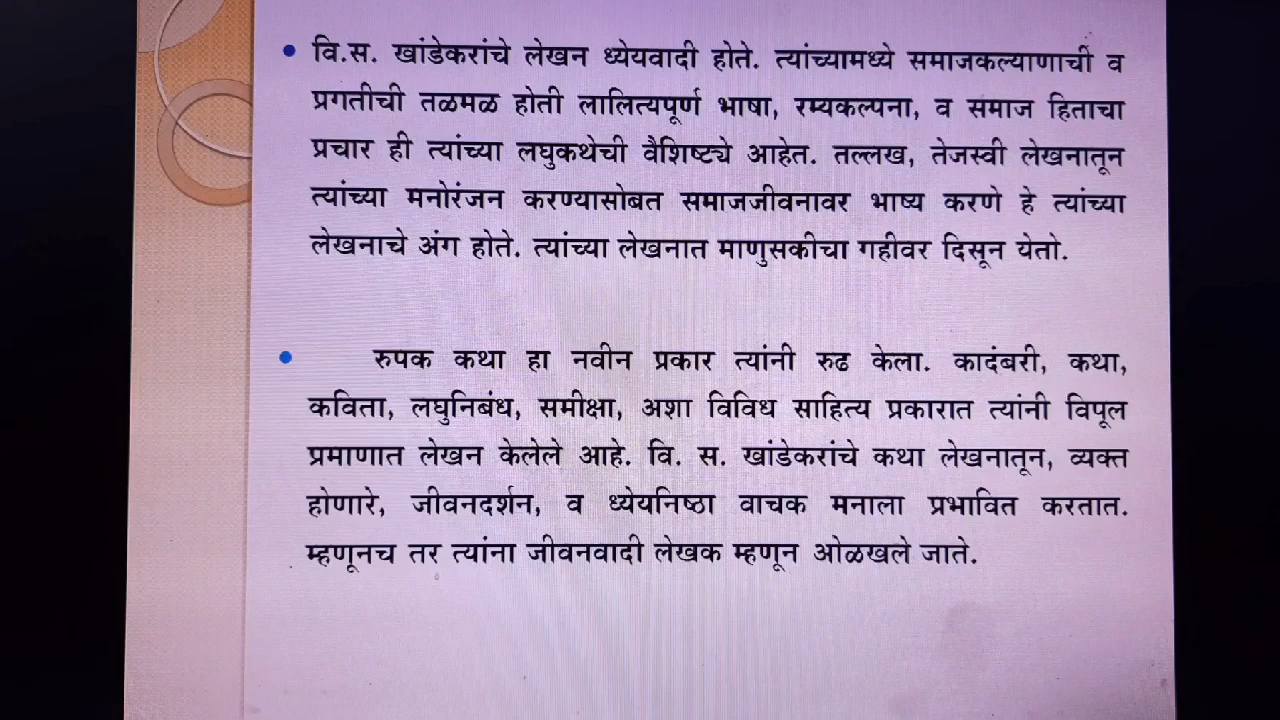 • वि.स. खांडेकरांचे लेखन ध्येयवादी होते. त्यांच्यामध्ये समाजकल्याणाची व
प्रगतीची तळमळ होती लालित्यपूर्ण भाषा, रम्यकल्पना, व समाज हिताचा
प्रचार ही त्यांच्या लघुकथेची वैशिष्ट्ये आहेत. तल्लख, तेजस्वी लेखनातून
त्यांच्या मनोरंजन करण्यासोबत समाजजीवनावर भाष्य करणे हे त्यांच्या
लेखनाचे अंग होते. त्यांच्या लेखनात माणुसकीचा गहीवर दिसून येतो.
• रुपक कथा हा नवीन प्रकार त्यांनी रुढ केला. कादंबरी, कथा,
कविता, लघुनिबंध, समीक्षा, अशा विविध साहित्य प्रकारात त्यांनी विपूल
प्रमाणात लेखन केलेले आहे. वि. स. खांडेकरांचे कथा लेखनातून, व्यक्त
होणारे, जीवनदर्शन, व ध्येयनिष्ठा वाचक मनाला प्रभावित करतात.
म्हणूनच तर त्यांना जीवनवादी लेखक म्हणून ओळखले जाते.